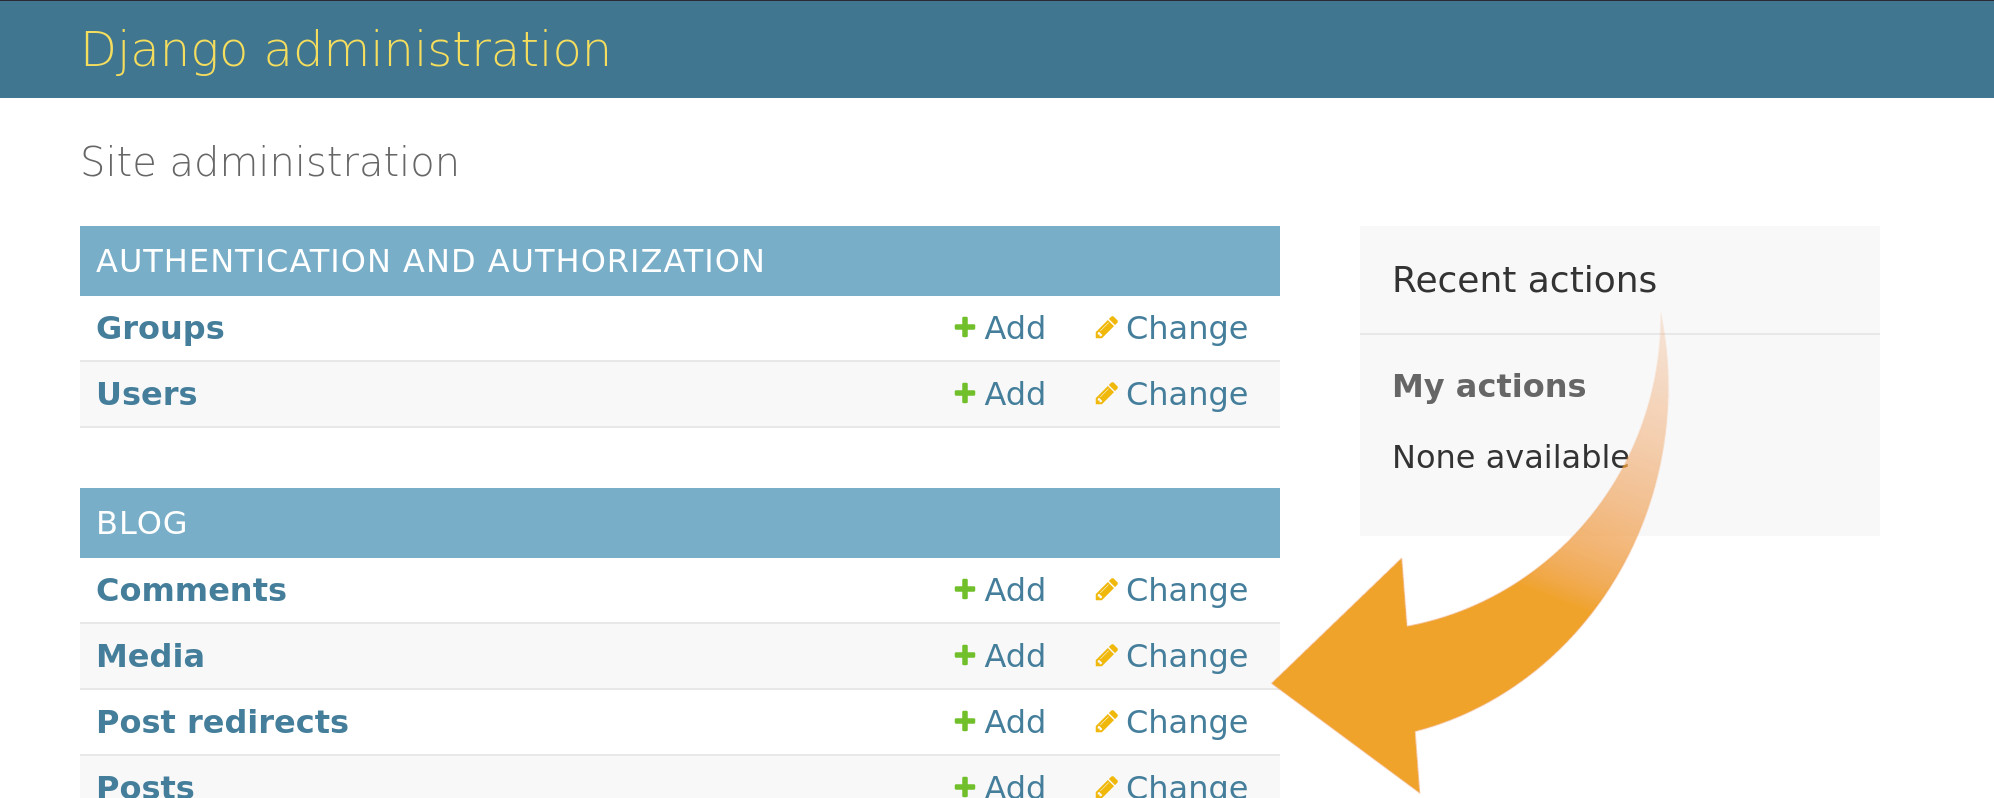 Django administration
Site administration
AUTHENTICATION AND AUTHORIZATION
Groups Add Change
Users Add Change
BLOG
Comments Add Change
Media Add Change
Post redirects Add Change
Posts Add Change
Recent actions
My actions
None available